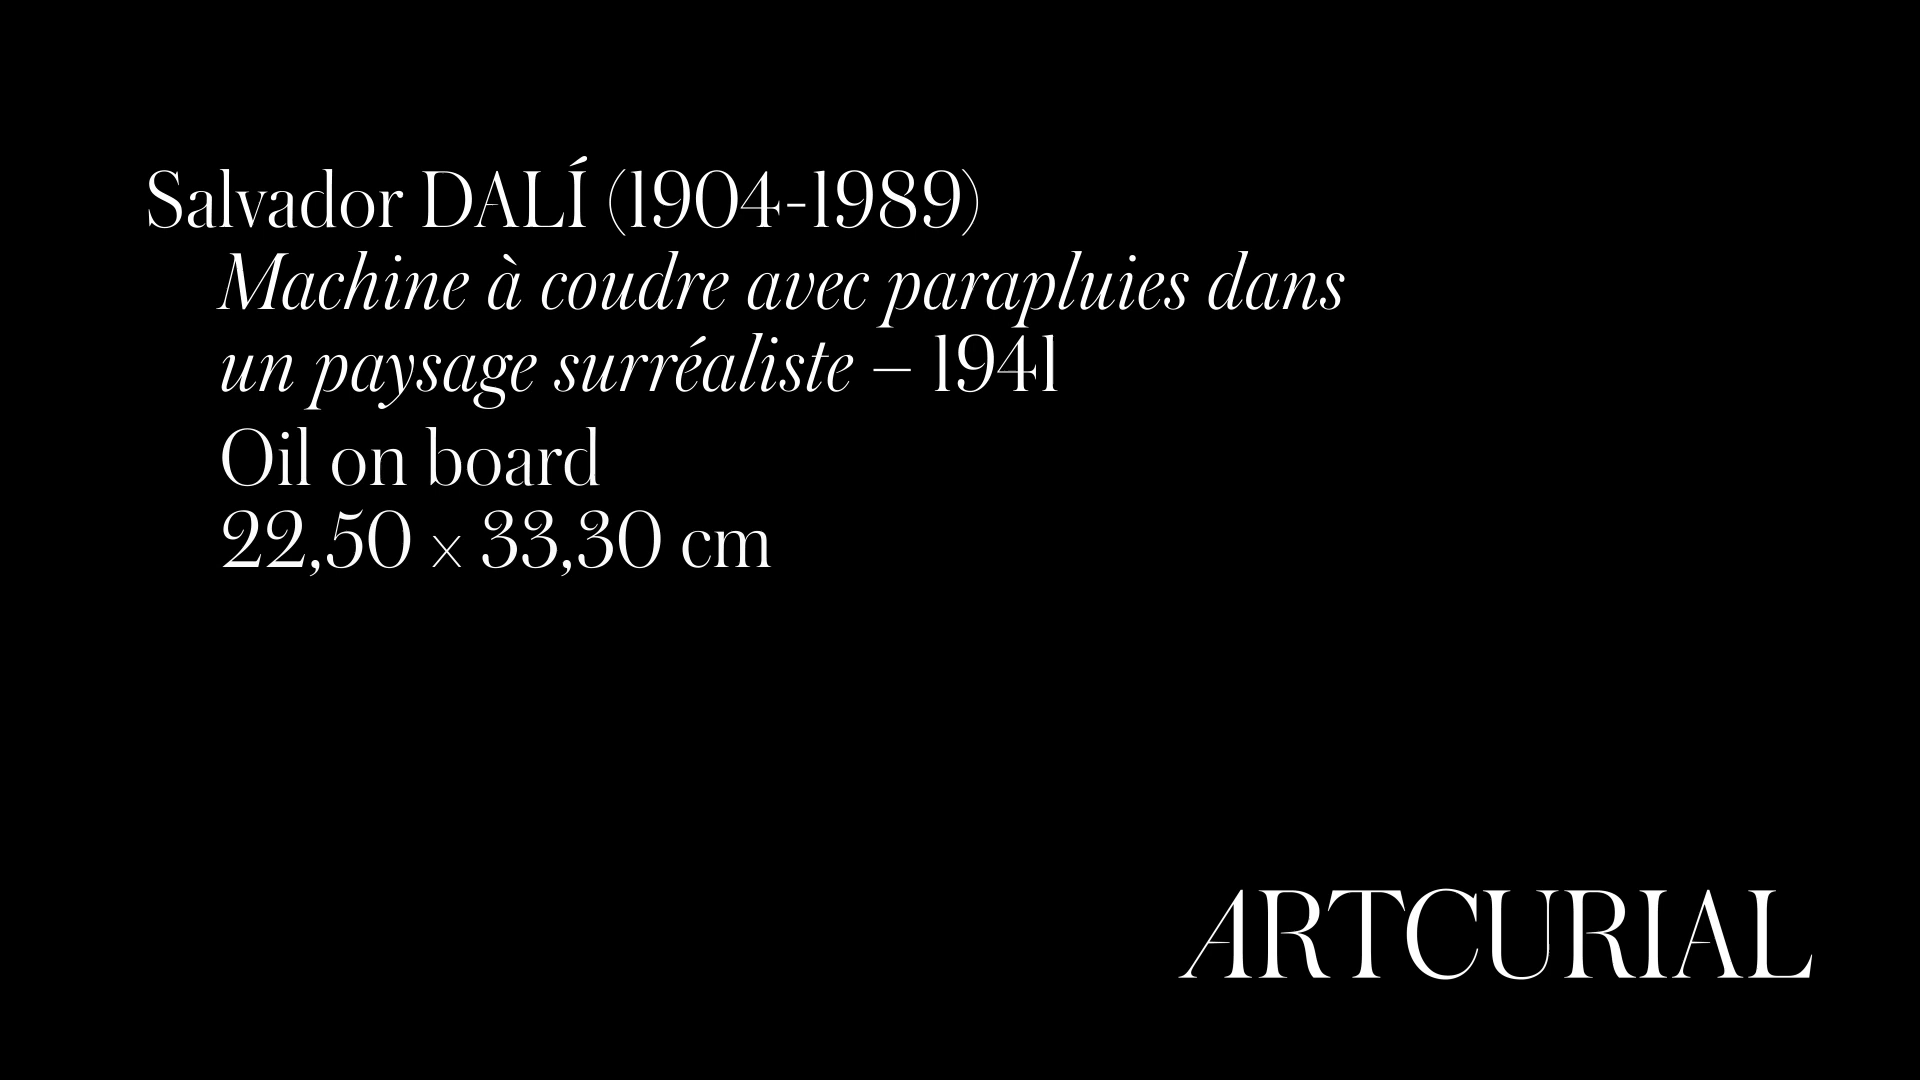 Salvador DALÍ (1904-1989)
Machine à coudre avec parapluies dans
un paysage surréaliste – 1941
Oil on board
22,50 x 33,30 cm
ARTCURIAL